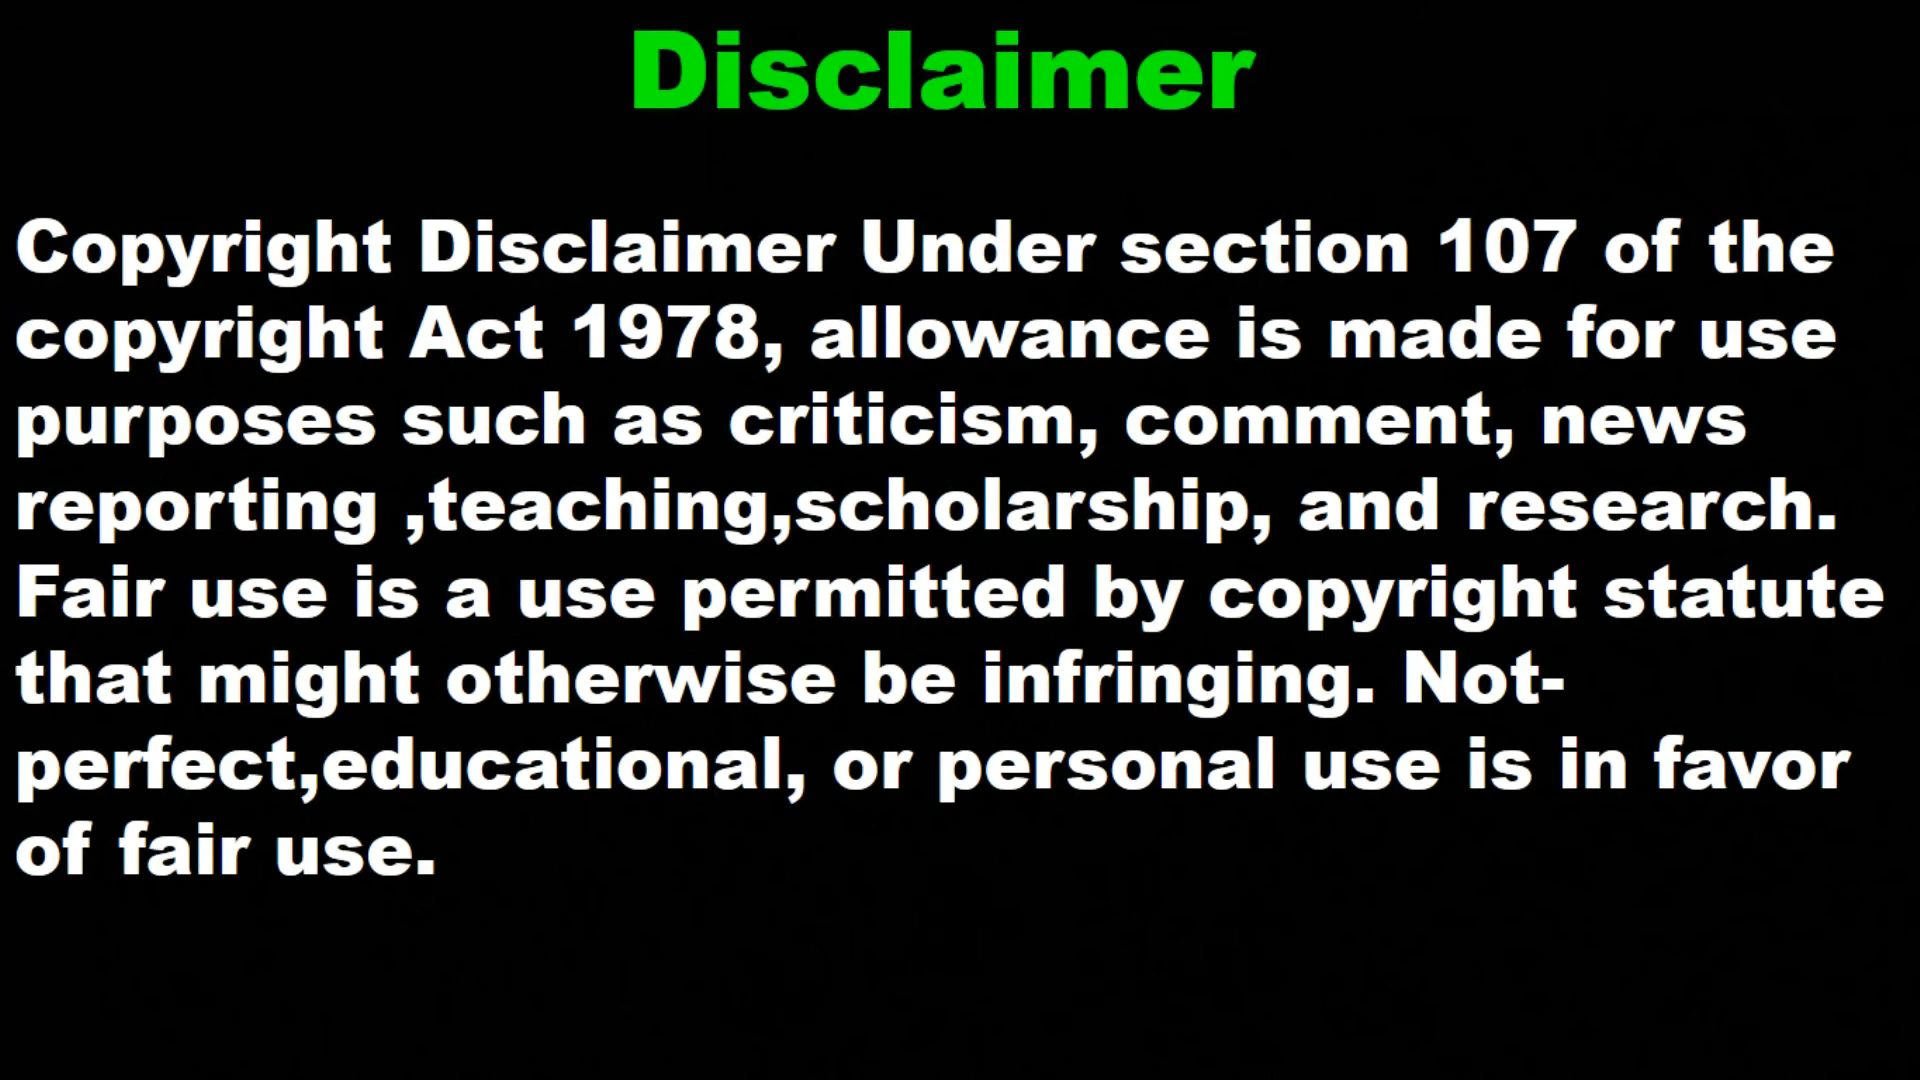 Disclaimer
Copyright Disclaimer Under section 107 of the
copyright Act 1978, allowance is made for use
purposes such as criticism, comment, news
reporting ,teaching,scholarship, and research.
Fair use is a use permitted by copyright statute
that might otherwise be infringing. Not-
perfect,educational, or personal use is in favor
of fair use.